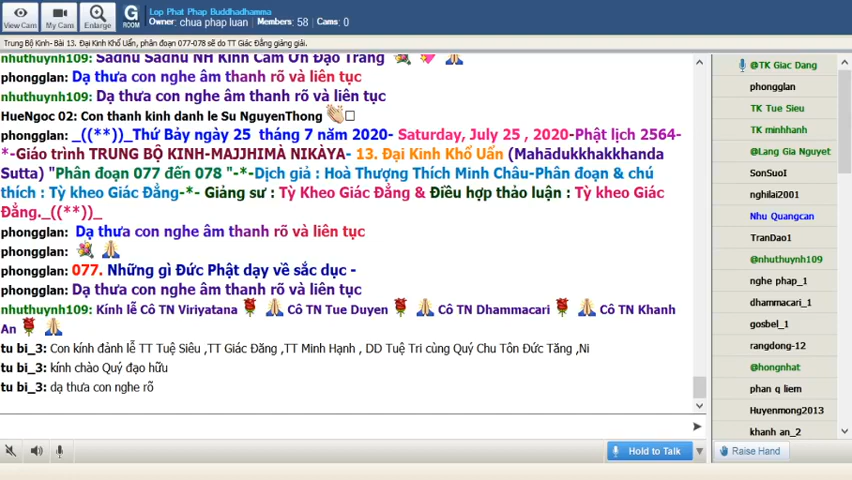 View Cam
My Cams
Enlarge
G
ROOM
Lop Phat Phap Buddhadhamma
Owner: chua phap luan Members: 58 Cams: 0
Trung Bộ Kinh- Bài 13. Đại Kinh Khổ Uẩn, phân đoạn 077-078 sẽ do TT Giác Đẳng giảng giải.
nhuthuynh109: Sadhu Sadhu NH Kính Cám Ơn Đạo Tràng
phongglan: Dạ thưa con nghe âm thanh rõ và liên tục
nhuthuynh109: Dạ thưa con nghe âm thanh rõ và liên tục
HueNgoc 02: Con thanh kinh danh le Su NguyenThong
phongglan: _((**))_Thứ Bảy ngày 25 tháng 7 năm 2020- Saturday, July 25 , 2020-Phật lịch 2564-
*-Giáo trình TRUNG BỘ KINH-MAJJHIMÀ NIKÀYA- 13. Đại Kinh Khổ Uẩn (Mahādukkhakkhanda
Sutta) "Phân đoạn 077 đến 078 "-*-Dịch giả : Hoà Thượng Thích Minh Châu-Phân đoạn & chú
thích : Tỳ kheo Giác Đẳng-*- Giảng sư : Tỳ Kheo Giác Đẳng & Điều hợp thảo luận : Tỳ kheo Giác
Đẳng._((**))_
phongglan: Dạ thưa con nghe âm thanh rõ và liên tục
phongglan:
phongglan: 077. Những gì Đức Phật dạy về sắc dục -
phongglan: Dạ thưa con nghe âm thanh rõ và liên tục
nhuthuynh109: Kính lễ Cô TN Viriyatana Cô TN Tue Duyen Cô TN Dhammacari Cô TN Khanh
An
tu bi_3: Con kính đảnh lễ TT Tuệ Siêu ,TT Giác Đăng ,TT Minh Hạnh , DD Tuệ Tri cùng Quý Chu Tôn Đức Tăng ,Ni
tu bi_3: kính chào Quý đạo hữu
tu bi_3: dạ thưa con nghe rõ
Hold to Talk
Raise Hand
@TK Giac Dang
phongglan
TK Tue Sieu
TK minhhanh
@Lang Gia Nguyet
SonSuoI
nghilai2001
Nhu Quangcan
TranDao1
@nhuthuynh109
nghe phap_1
dhammacari_1
gosbel_1
rangdong-12
@hongnhat
phan q liem
Huyenmong2013
khanh an_2